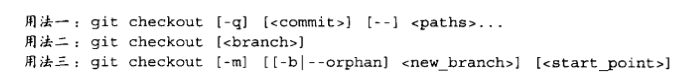 用法一：git checkout [-q] [<commit>] [--] <paths>...
用法二：git checkout [<branch>]
用法三：git checkout [-m] [[-b|--orphan] <new_branch>] [<start_point>]